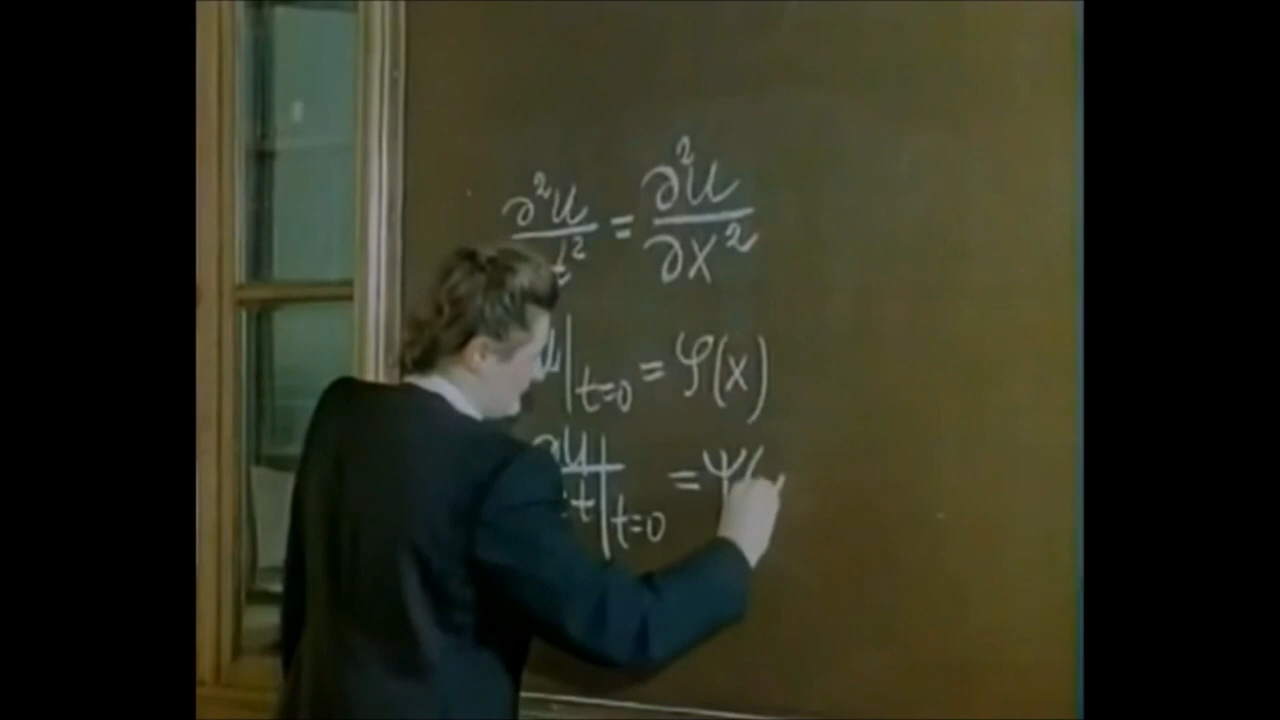 ∂²u/∂t² = ∂²u/∂x²
u|t=0 = φ(x)
∂u/∂t|t=0 = ψ(